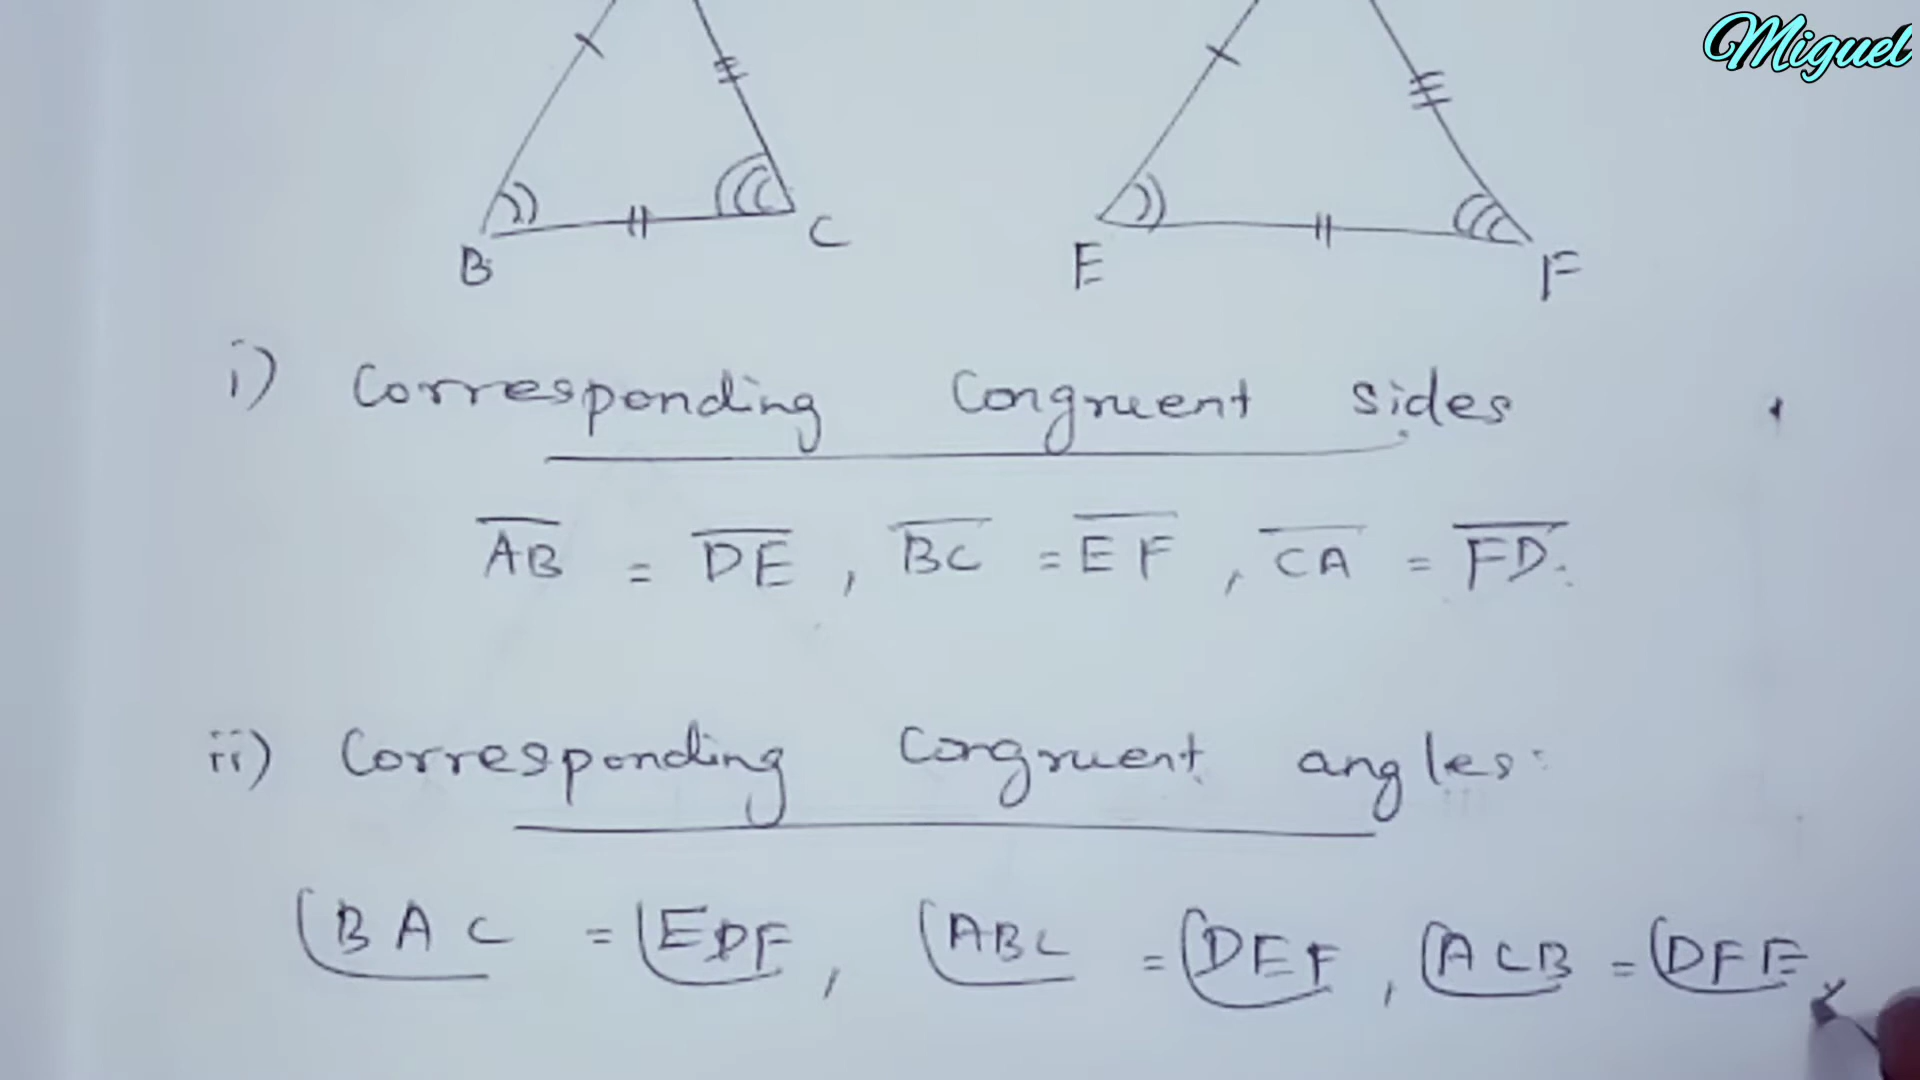 Miguel
B C E F
i) Corresponding Congruent sides
AB = DE , BC = EF , CA = FD.
ii) Corresponding Congruent angles:
∠BAC = ∠EDF, ∠ABC = ∠DEF, ∠ACB = ∠DFE